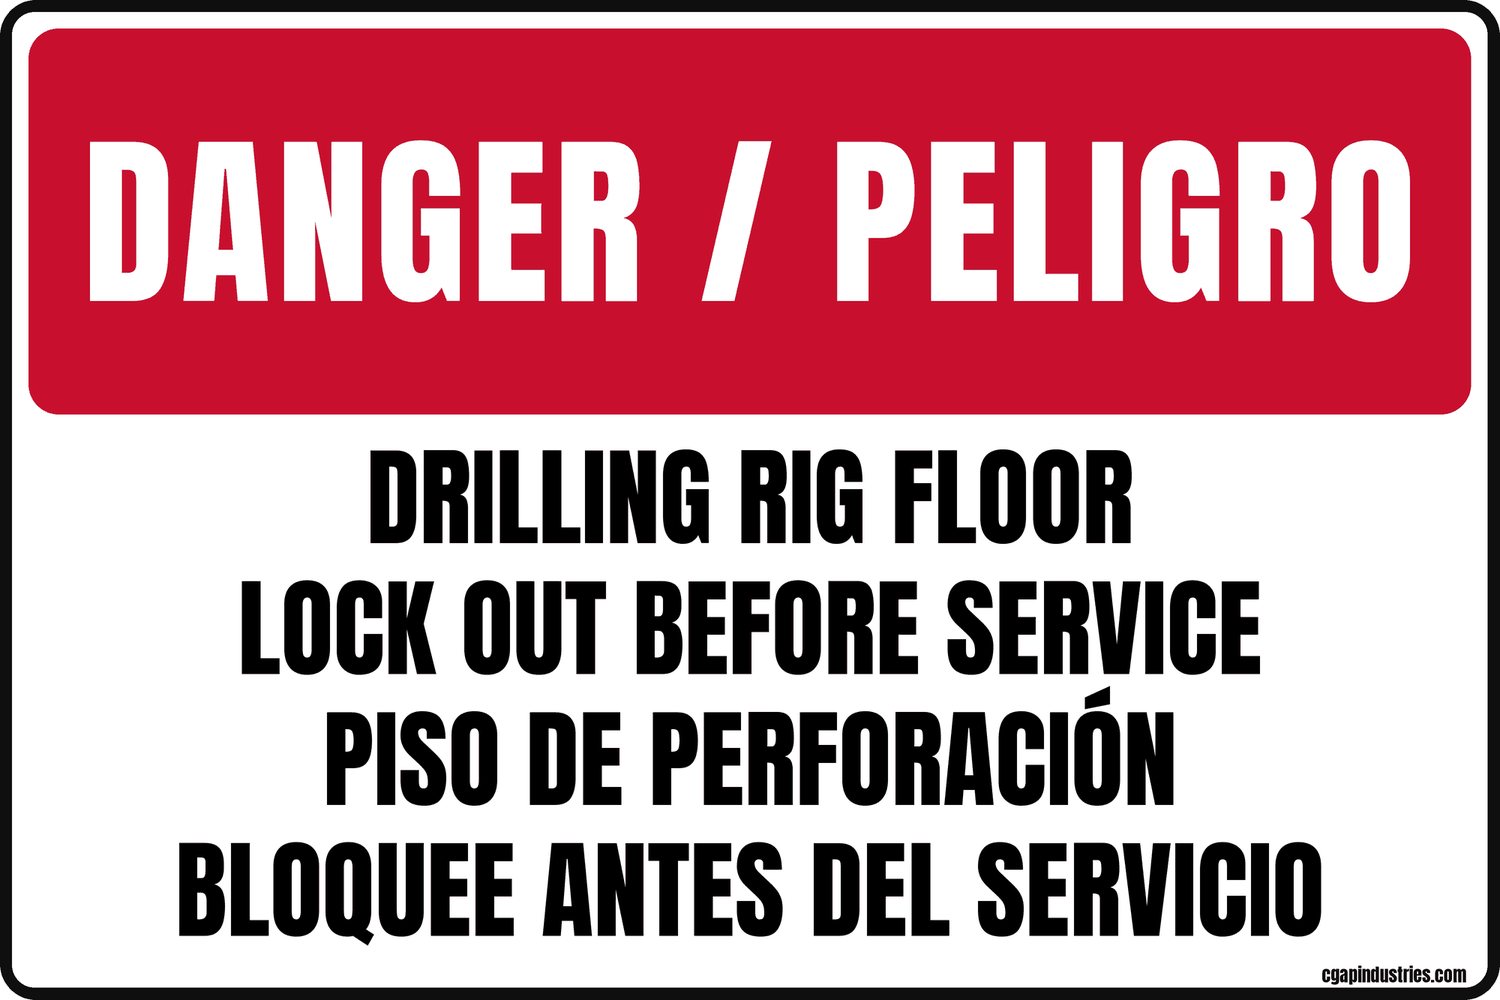 DANGER / PELIGRO
DRILLING RIG FLOOR
LOCK OUT BEFORE SERVICE
PISO DE PERFORACIÓN
BLOQUEE ANTES DEL SERVICIO
cgapindustries.com